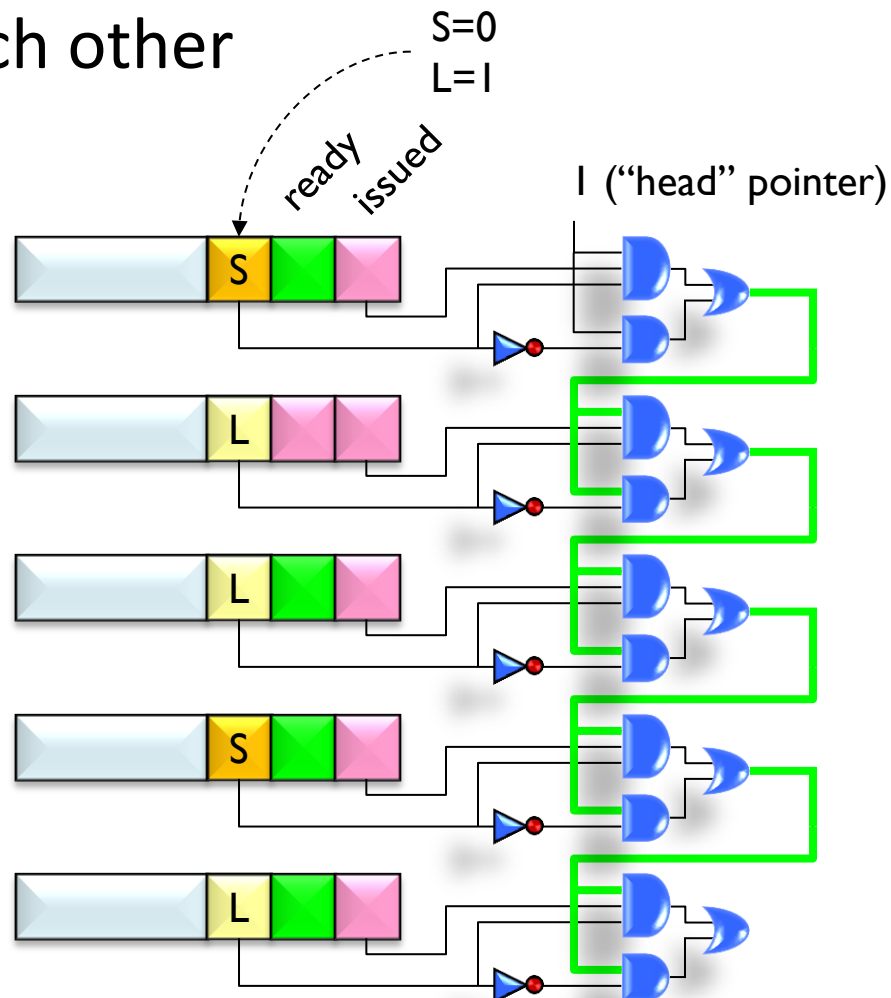 ch other
S=0
L=1
ready
issued
1 (“head” pointer)
S
L
L
S
L